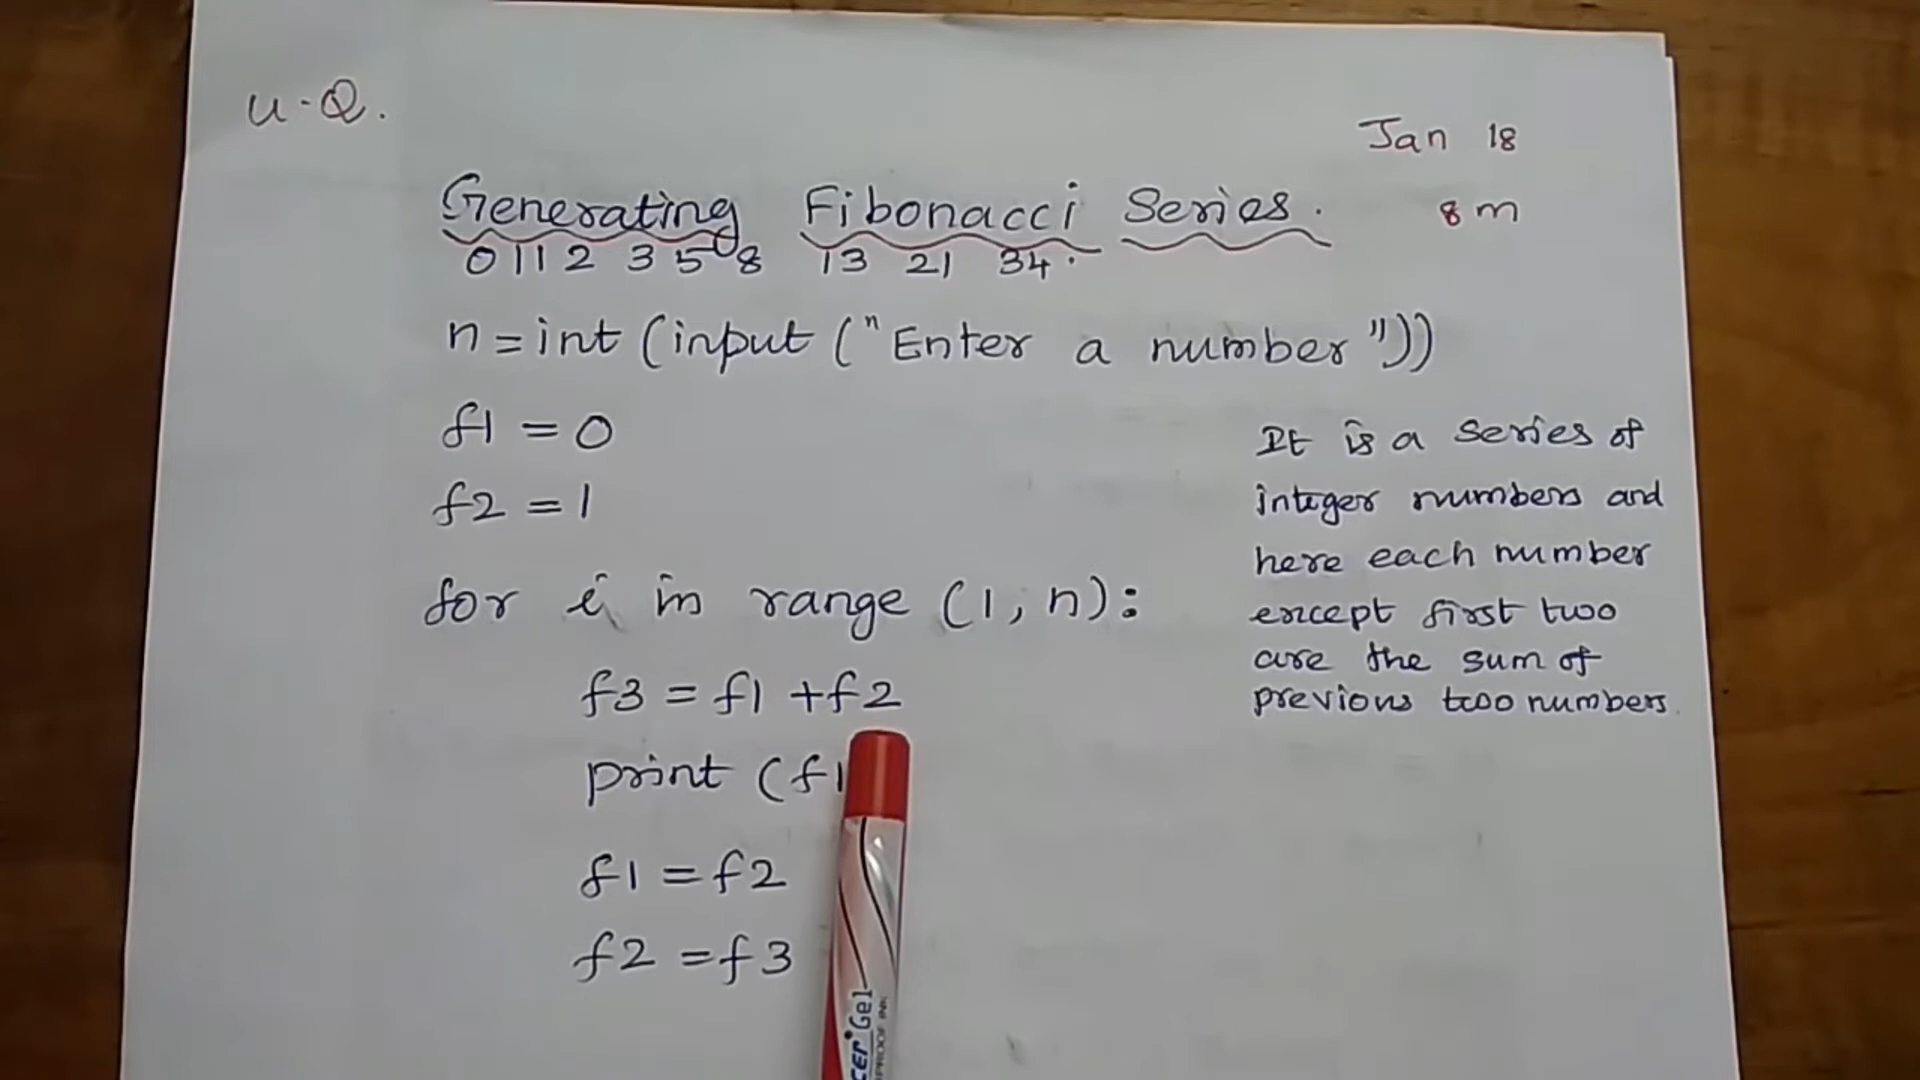 U.Q.
Jan 18
8m
Generating Fibonacci Series.
0 1 1 2 3 5 8 13 21 34.
n=int (input ("Enter a number"))
f1 = 0
f2 = 1
for i in range (1, n):
f3 = f1 +f2
print (f1
f1 = f2
f2 = f3
It is a series of
integer numbers and
here each number
except first two
are the sum of
previous two numbers.
Gel